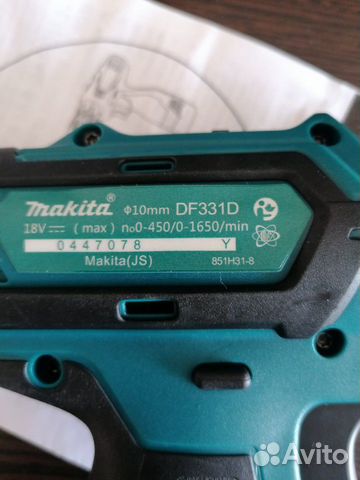 makita® Φ10mm DF331D
18V ⎓ (max) n₀0-450/0-1650/min
0447078 Y
Makita(JS) 851H31-8
Avito